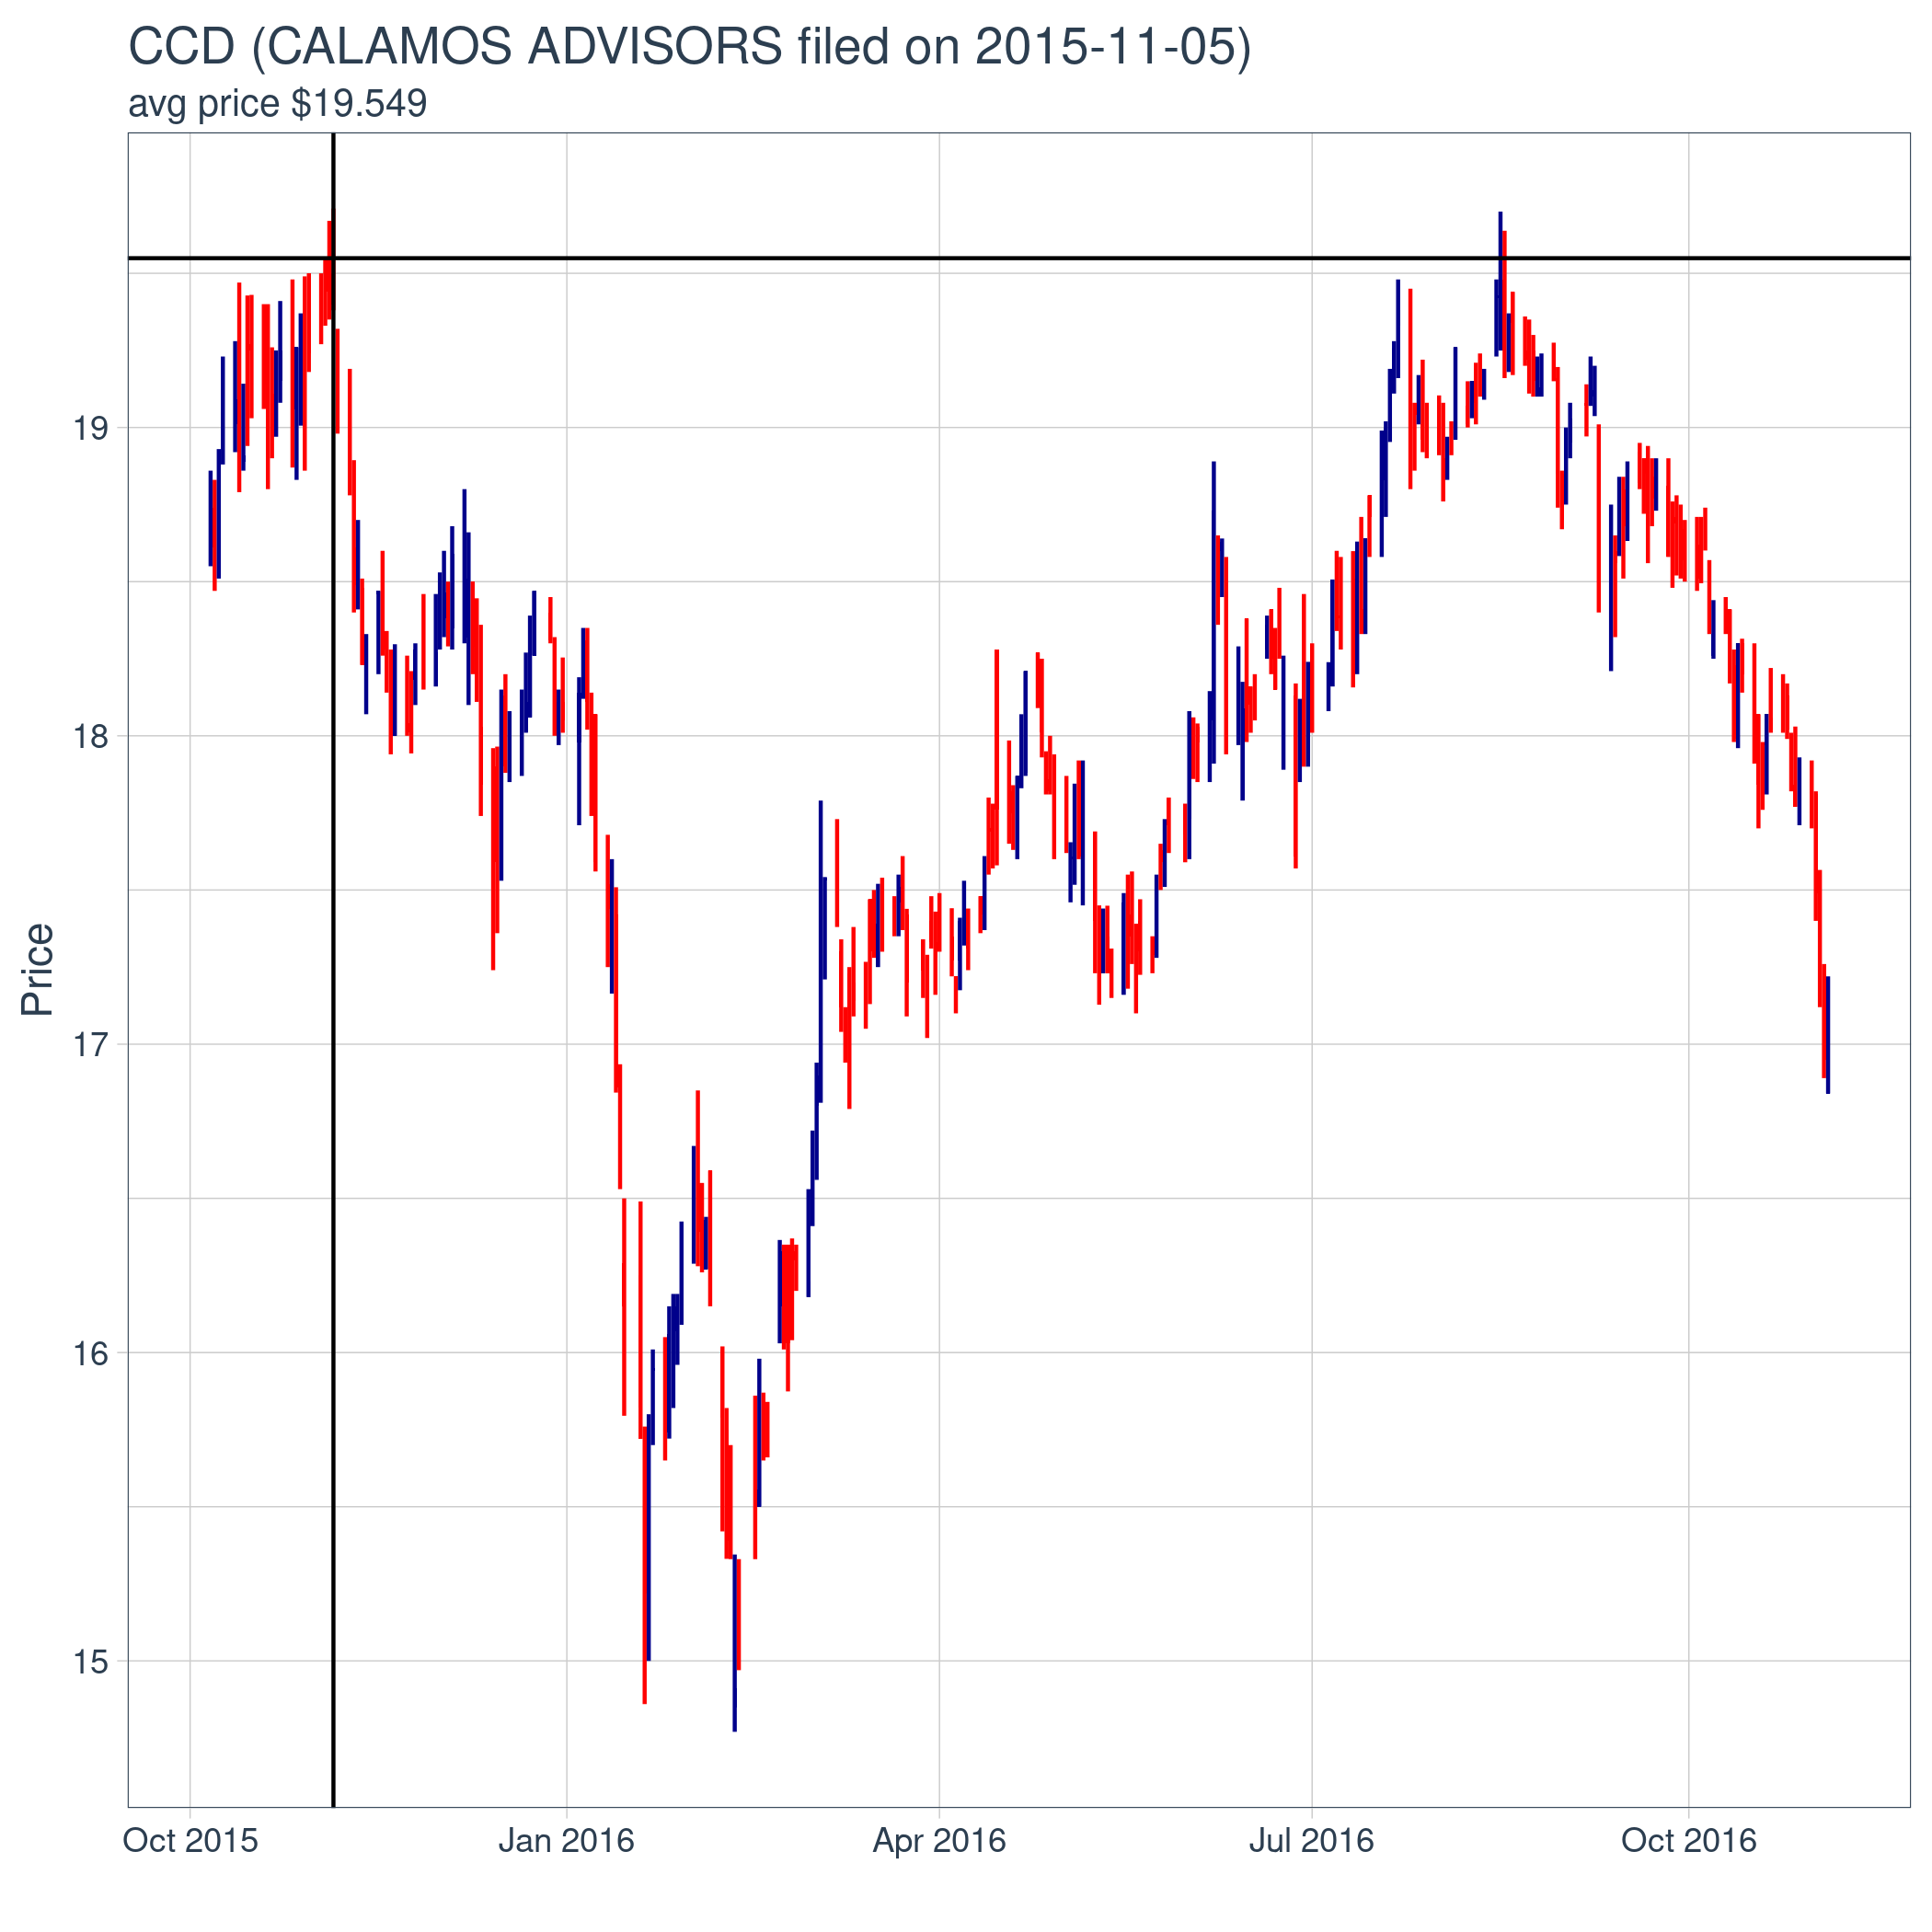 CCD (CALAMOS ADVISORS filed on 2015-11-05)
avg price $19.549
Price
19
18
17
16
15
Oct 2015
Jan 2016
Apr 2016
Jul 2016
Oct 2016